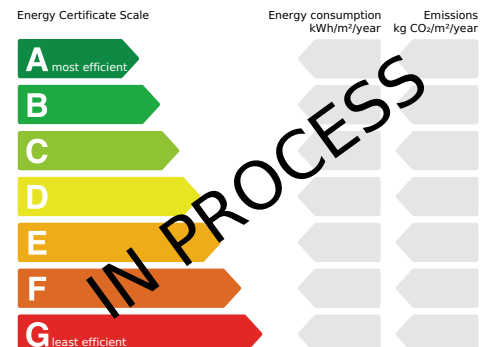 Energy Certificate Scale
Energy consumption
kWh/m²/year
Emissions
kg CO₂/m²/year
A most efficient
B
C
D
E
F
G least efficient
IN PROCESS